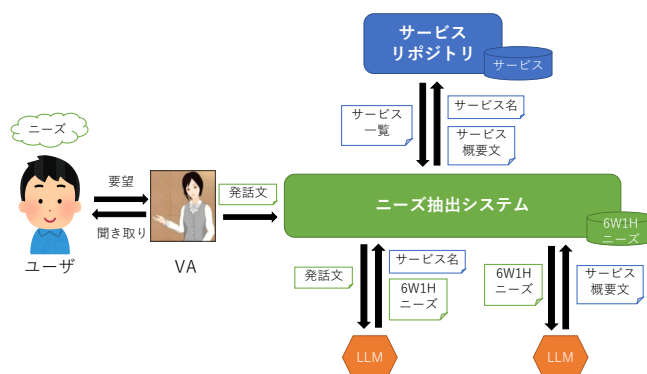 サービス
リポジトリ
サービス
サービス
一覧
サービス名
サービス
概要文
ニーズ
要望
聞き取り
ユーザ
VA
発話文
ニーズ抽出システム
6W1H
ニーズ
発話文
サービス名
6W1H
ニーズ
6W1H
ニーズ
サービス
概要文
LLM
LLM